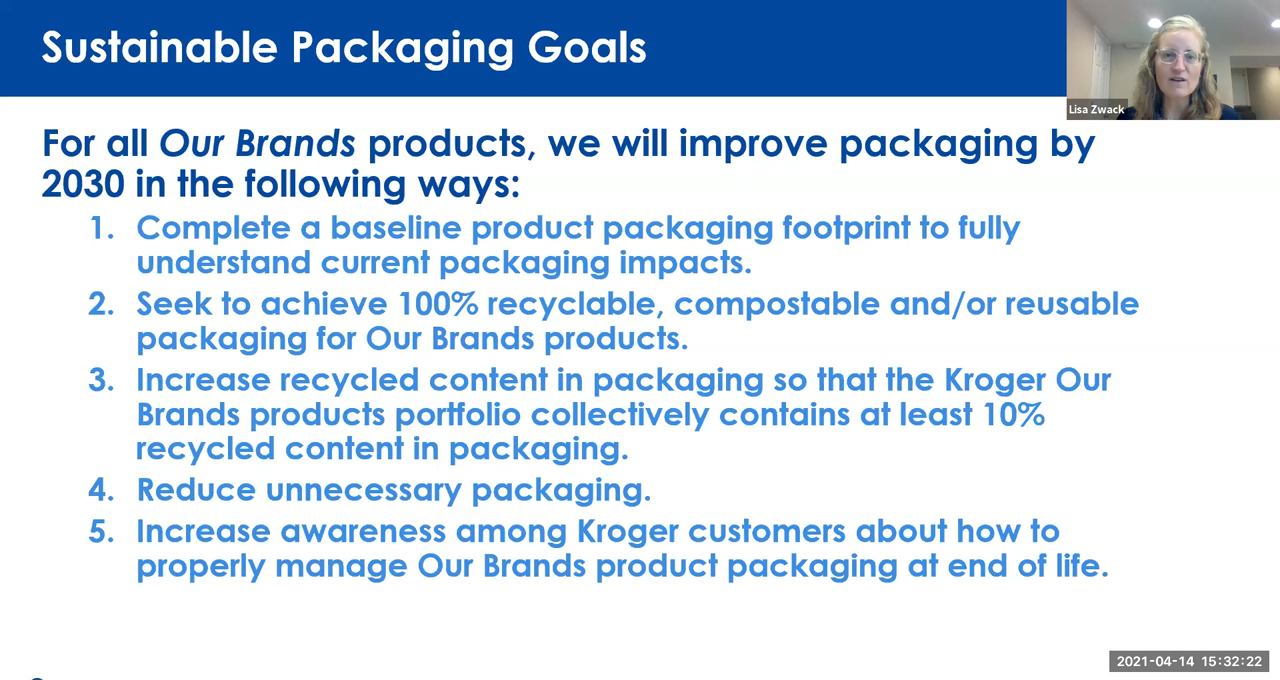 Sustainable Packaging Goals
Lisa Zwack
For all Our Brands products, we will improve packaging by
2030 in the following ways:
1. Complete a baseline product packaging footprint to fully
understand current packaging impacts.
2. Seek to achieve 100% recyclable, compostable and/or reusable
packaging for Our Brands products.
3. Increase recycled content in packaging so that the Kroger Our
Brands products portfolio collectively contains at least 10%
recycled content in packaging.
4. Reduce unnecessary packaging.
5. Increase awareness among Kroger customers about how to
properly manage Our Brands product packaging at end of life.
2021-04-14 15:32:22